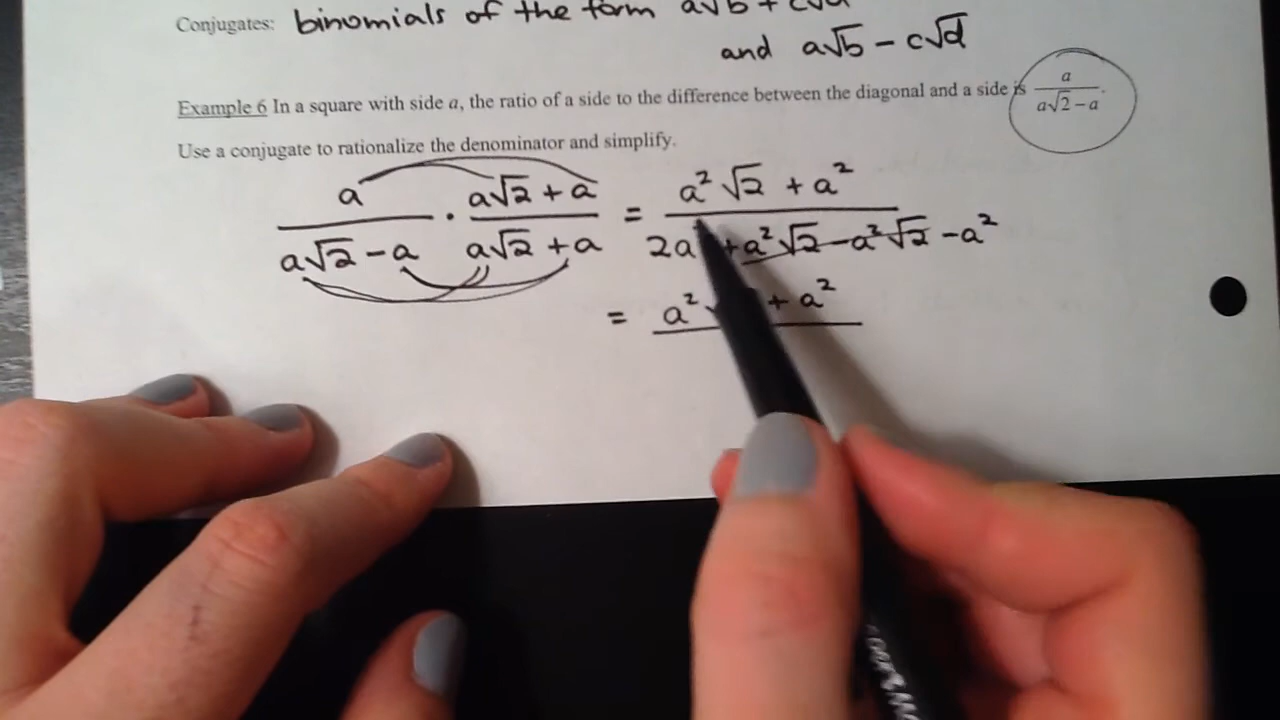 Conjugates: binomials of the form a√b + c√d
and a√b − c√d
Example 6 In a square with side a, the ratio of a side to the difference between the diagonal and a side is a/(a√2 − a).
Use a conjugate to rationalize the denominator and simplify.
a/(a√2 − a) · (a√2 + a)/(a√2 + a) = (a²√2 + a²)/(2a + a²√2 − a²√2 − a²)
= a² + a²